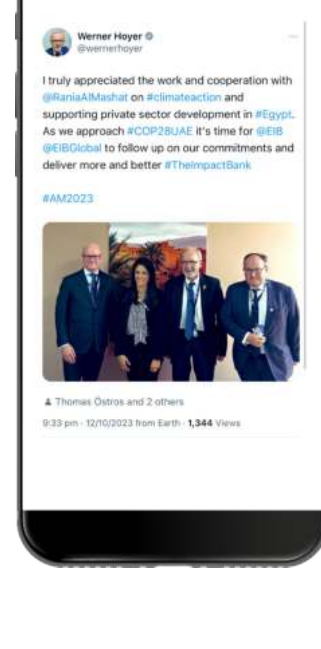 Werner Hoyer
@wernerhoyer
I truly appreciated the work and cooperation with
@RaniaAlMashat on #climateaction and
supporting private sector development in #Egypt.
As we approach #COP28UAE it's time for @EIB
@EIBGlobal to follow up on our commitments and
deliver more and better #TheImpactBank
#AM2023
Thomas Östros and 2 others
9:33 pm · 12/10/2023 from Earth · 1,344 Views